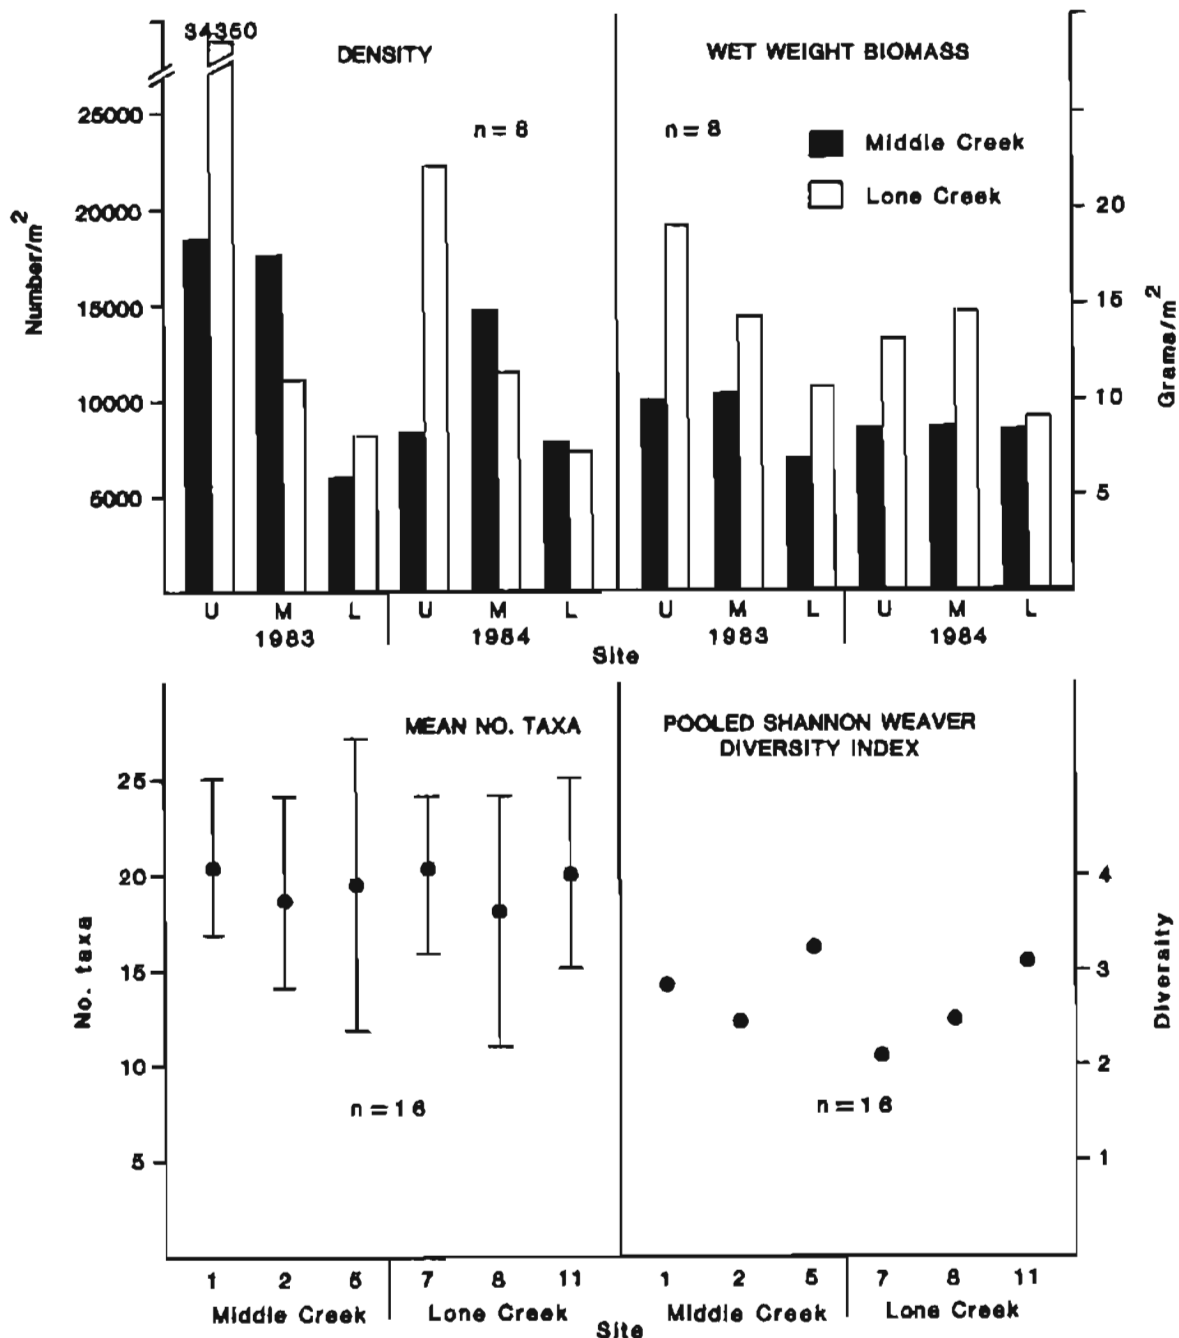 34350
DENSITY
WET WEIGHT BIOMASS
n = 8
n = 8
Middle Creek
Lone Creek
25000
20000
15000
10000
5000
Number/m²
20
15
10
5
Grams/m²
U M L U M L U M L U M L
1983 1984 1983 1984
Site
MEAN NO. TAXA
POOLED SHANNON WEAVER
DIVERSITY INDEX
25
20
15
10
5
No. taxa
4
3
2
1
Diversity
n = 16
n = 16
1 2 5 7 8 11 1 2 5 7 8 11
Middle Creek Lone Creek Middle Creek Lone Creek
Site